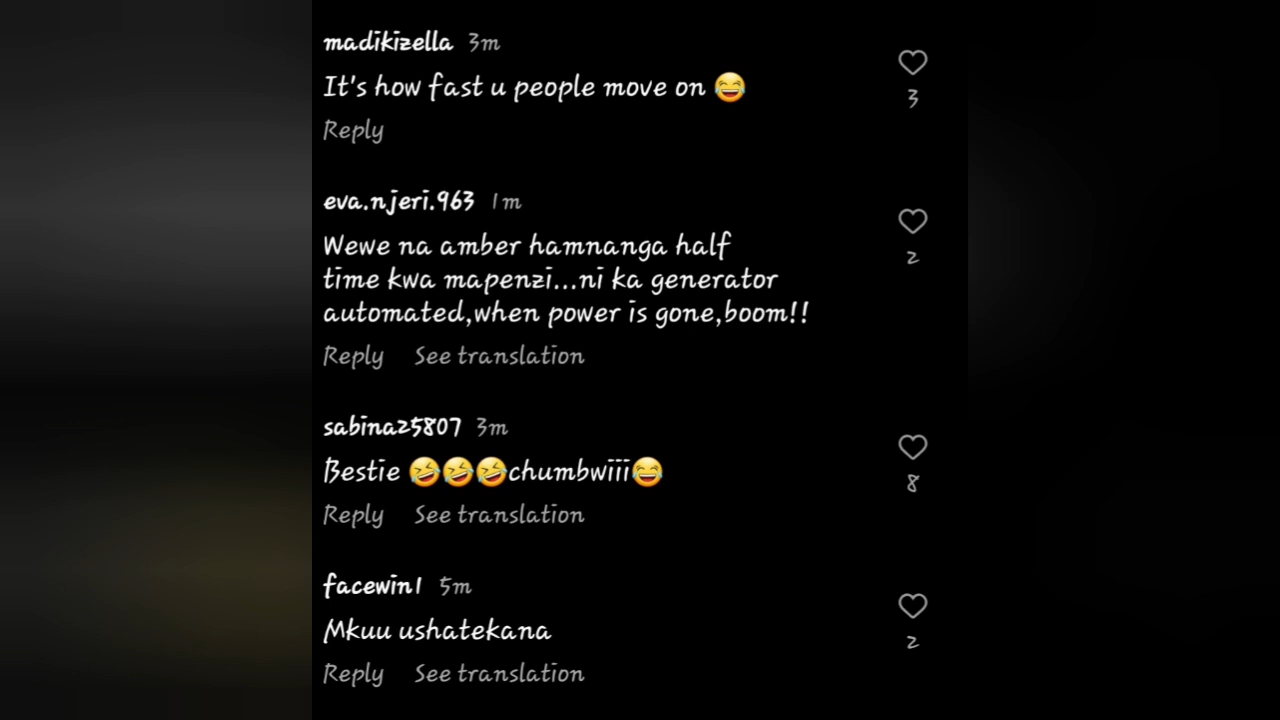 madikizella 3m
It's how fast u people move on 😂
3
Reply
eva.njeri.963 1m
Wewe na amber hamnanga half
time kwa mapenzi...ni ka generator
automated,when power is gone,boom!!
2
Reply See translation
sabina25807 3m
Bestie 🤣🤣🤣chumbwiii😂
8
Reply See translation
facewin1 5m
Mkuu ushatekana
2
Reply See translation